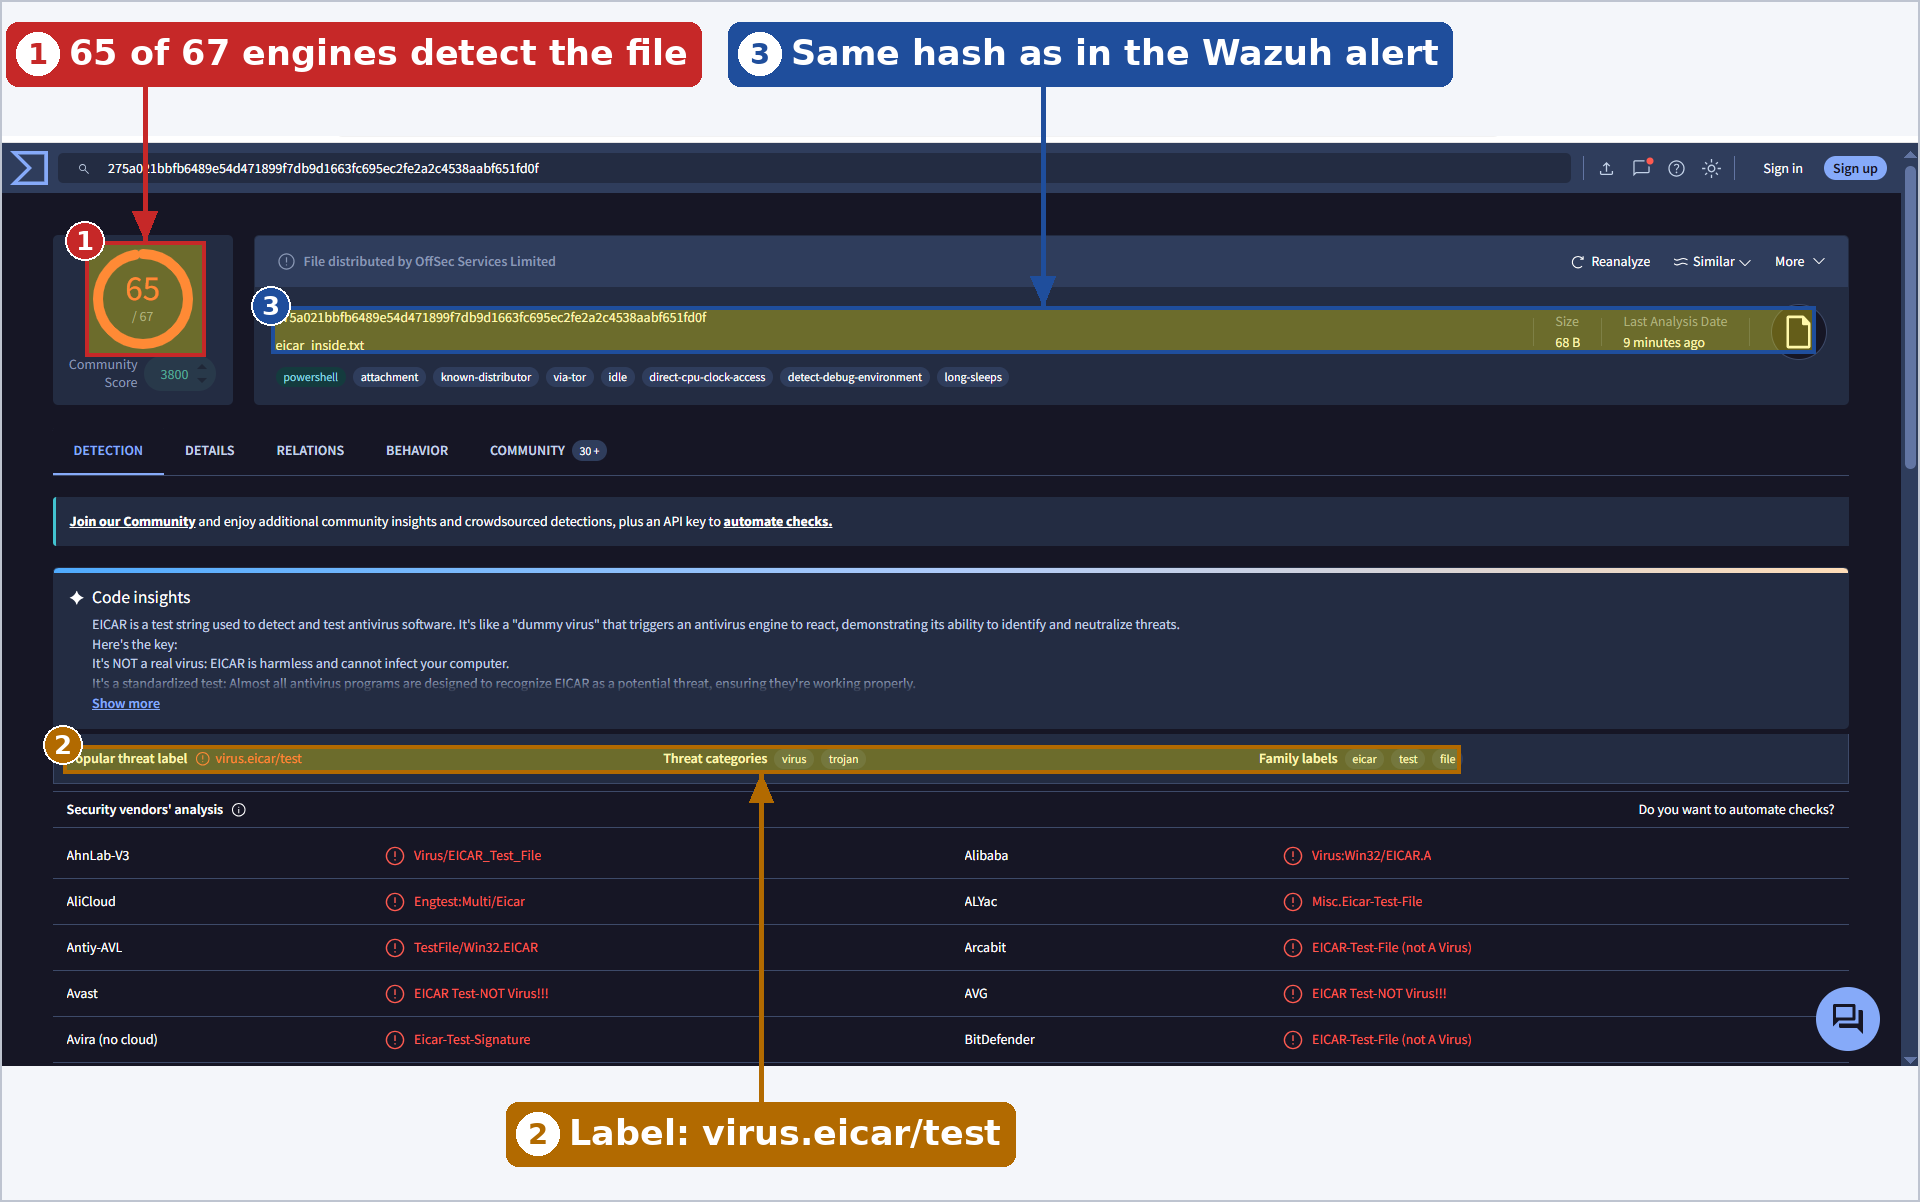 1 65 of 67 engines detect the file
3 Same hash as in the Wazuh alert
275a021bbfb6489e54d471899f7db9d1663fc695ec2fe2a2c4538aabf651fd0f
Sign in
Sign up
1
65
/ 67
Community Score
3800
File distributed by OffSec Services Limited
Reanalyze
Similar
More
3
75a021bbfb6489e54d471899f7db9d1663fc695ec2fe2a2c4538aabf651fd0f
eicar_inside.txt
Size
68 B
Last Analysis Date
9 minutes ago
powershell attachment known-distributor via-tor idle direct-cpu-clock-access detect-debug-environment long-sleeps
DETECTION DETAILS RELATIONS BEHAVIOR COMMUNITY 30+
Join our Community and enjoy additional community insights and crowdsourced detections, plus an API key to automate checks.
Code insights
EICAR is a test string used to detect and test antivirus software. It's like a "dummy virus" that triggers an antivirus engine to react, demonstrating its ability to identify and neutralize threats.
Here's the key:
It's NOT a real virus: EICAR is harmless and cannot infect your computer.
It's a standardized test: Almost all antivirus programs are designed to recognize EICAR as a potential threat, ensuring they're working properly.
Show more
2
opular threat label virus.eicar/test Threat categories virus trojan Family labels eicar test file
Security vendors' analysis Do you want to automate checks?
AhnLab-V3 Virus/EICAR_Test_File Alibaba Virus:Win32/EICAR.A
AliCloud Engtest:Multi/Eicar ALYac Misc.Eicar-Test-File
Antiy-AVL TestFile/Win32.EICAR Arcabit EICAR-Test-File (not A Virus)
Avast EICAR Test-NOT Virus!!! AVG EICAR Test-NOT Virus!!!
Avira (no cloud) Eicar-Test-Signature BitDefender EICAR-Test-File (not A Virus)
2 Label: virus.eicar/test